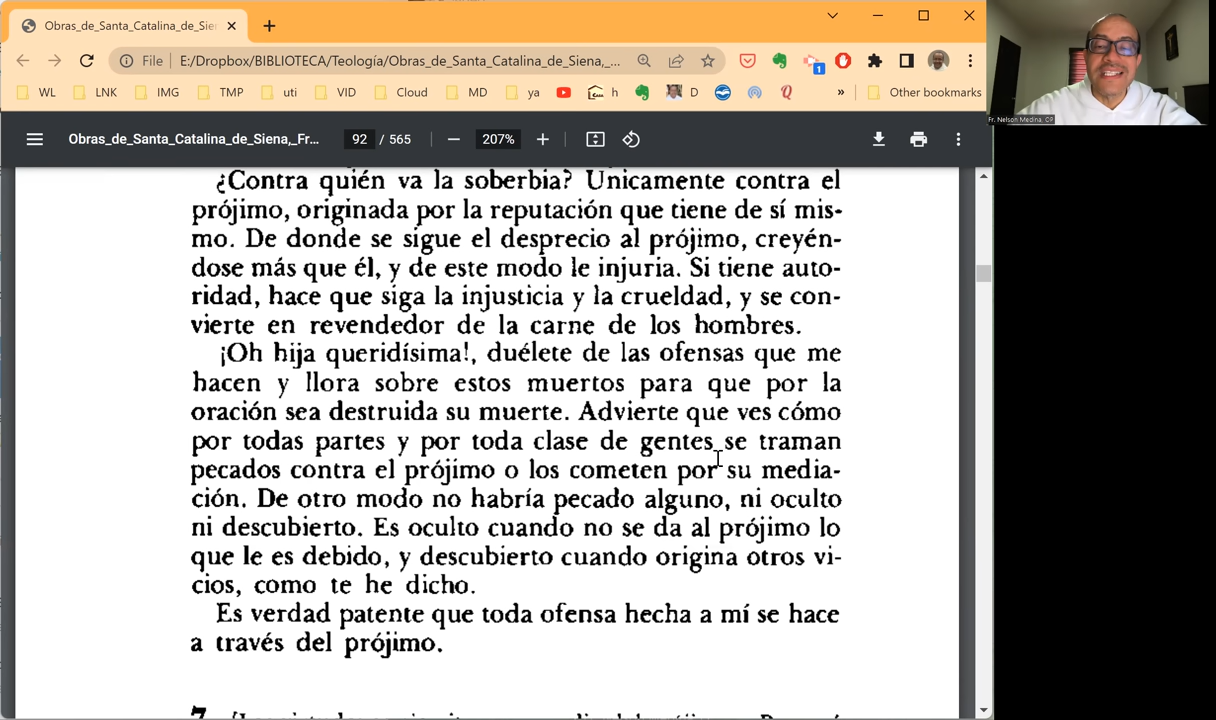 Obras_de_Santa_Catalina_de_Sie
File
E:/Dropbox/BIBLIOTECA/Teología/Obras_de_Santa_Catalina_de_Siena,_...
1
WL LNK IMG TMP uti VID Cloud MD ya h D » Other bookmarks
Obras_de_Santa_Catalina_de_Siena,_Fr... 92 / 565 207%
Fr. Nelson Medina, OP
¿Contra quién va la soberbia? Unicamente contra el
prójimo, originada por la reputación que tiene de sí mis-
mo. De donde se sigue el desprecio al prójimo, creyén-
dose más que él, y de este modo le injuria. Si tiene auto-
ridad, hace que siga la injusticia y la crueldad, y se con-
vierte en revendedor de la carne de los hombres.
¡Oh hija queridísima!, duélete de las ofensas que me
hacen y llora sobre estos muertos para que por la
oración sea destruida su muerte. Advierte que ves cómo
por todas partes y por toda clase de gentes se traman
pecados contra el prójimo o los cometen por su media-
ción. De otro modo no habría pecado alguno, ni oculto
ni descubierto. Es oculto cuando no se da al prójimo lo
que le es debido, y descubierto cuando origina otros vi-
cios, como te he dicho.
Es verdad patente que toda ofensa hecha a mí se hace
a través del prójimo.
7